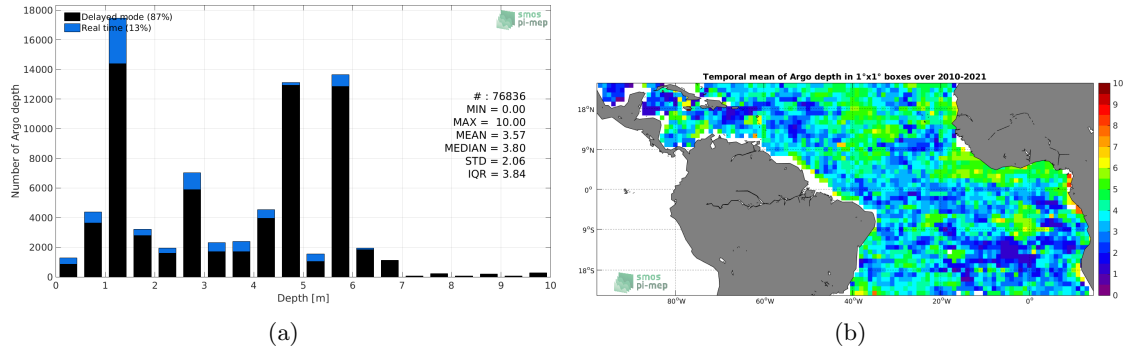 Delayed mode (87%)
Real time (13%)
smos
pi-mep
18000
16000
14000
12000
10000
8000
6000
4000
2000
0
Number of Argo depth
# : 76836
MIN = 0.00
MAX = 10.00
MEAN = 3.57
MEDIAN = 3.80
STD = 2.06
IQR = 3.84
0 1 2 3 4 5 6 7 8 9 10
Depth [m]
(a)
Temporal mean of Argo depth in 1°x1° boxes over 2010-2021
18°N
9°N
0°
9°S
18°S
80°W 60°W 40°W 20°W 0°
smos
pi-mep
10
9
8
7
6
5
4
3
2
1
0
(b)